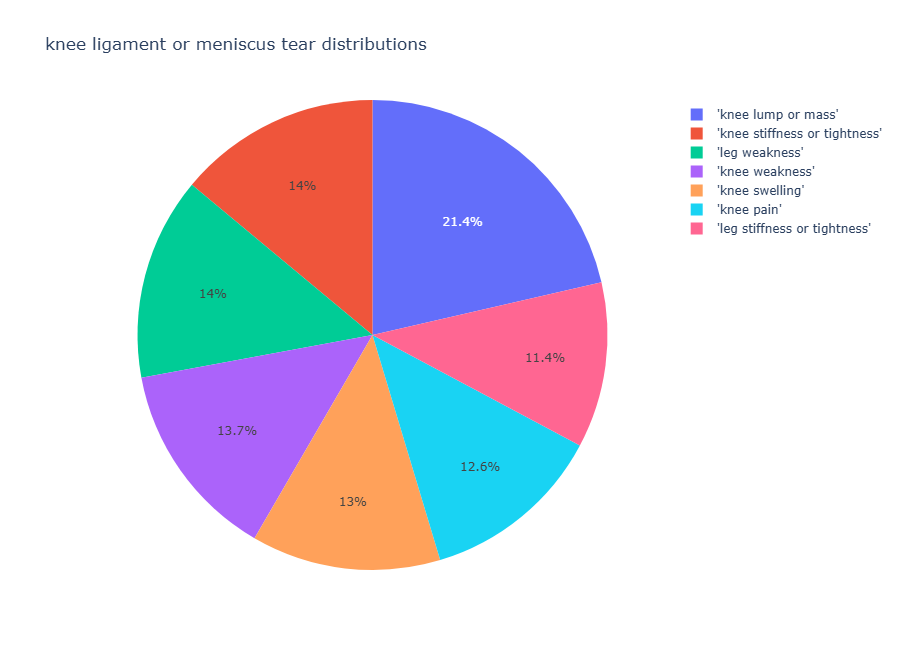 knee ligament or meniscus tear distributions
'knee lump or mass'
'knee stiffness or tightness'
'leg weakness'
'knee weakness'
'knee swelling'
'knee pain'
'leg stiffness or tightness'
14%
21.4%
14%
11.4%
13.7%
12.6%
13%